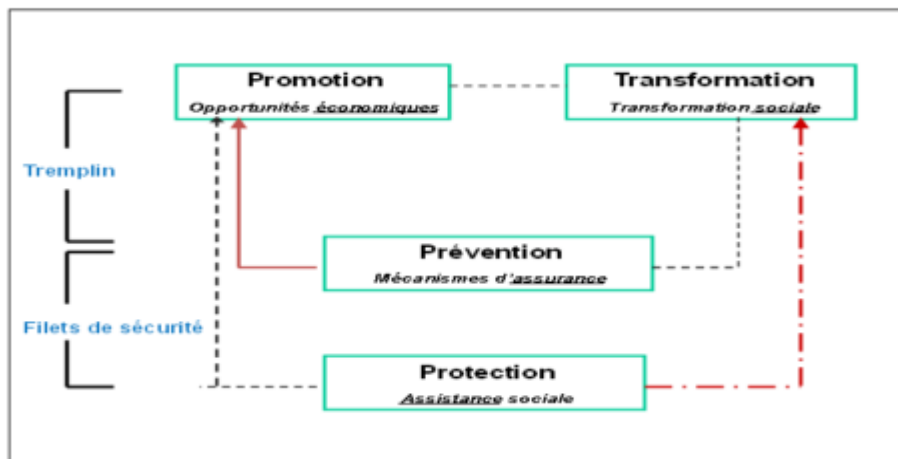 Promotion
Opportunités économiques
Transformation
Transformation sociale
Tremplin
Prévention
Mécanismes d'assurance
Filets de sécurité
Protection
Assistance sociale